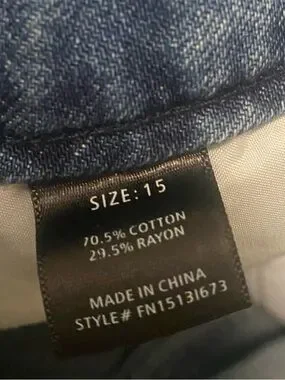 SIZE: 15
70.5% COTTON
29.5% RAYON
MADE IN CHINA
STYLE# FN1513I673